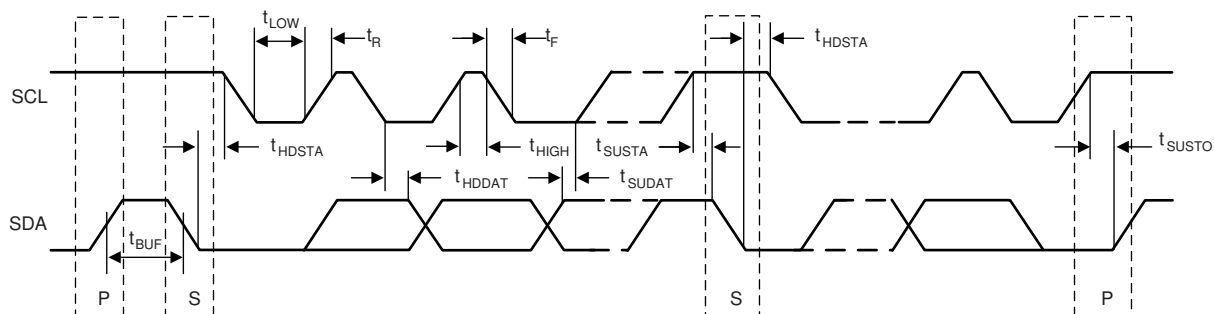 tLOW
tR
tF
tHDSTA
SCL
tHDSTA
tHIGH
tSUSTA
tSUSTO
tHDDAT
tSUDAT
SDA
tBUF
P
S
S
P